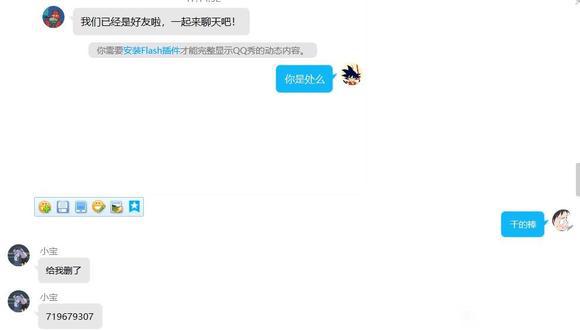 我们已经是好友啦，一起来聊天吧！
你需要安装Flash插件才能完整显示QQ秀的动态内容。
你是处么
干的棒
小宝
给我删了
小宝
719679307